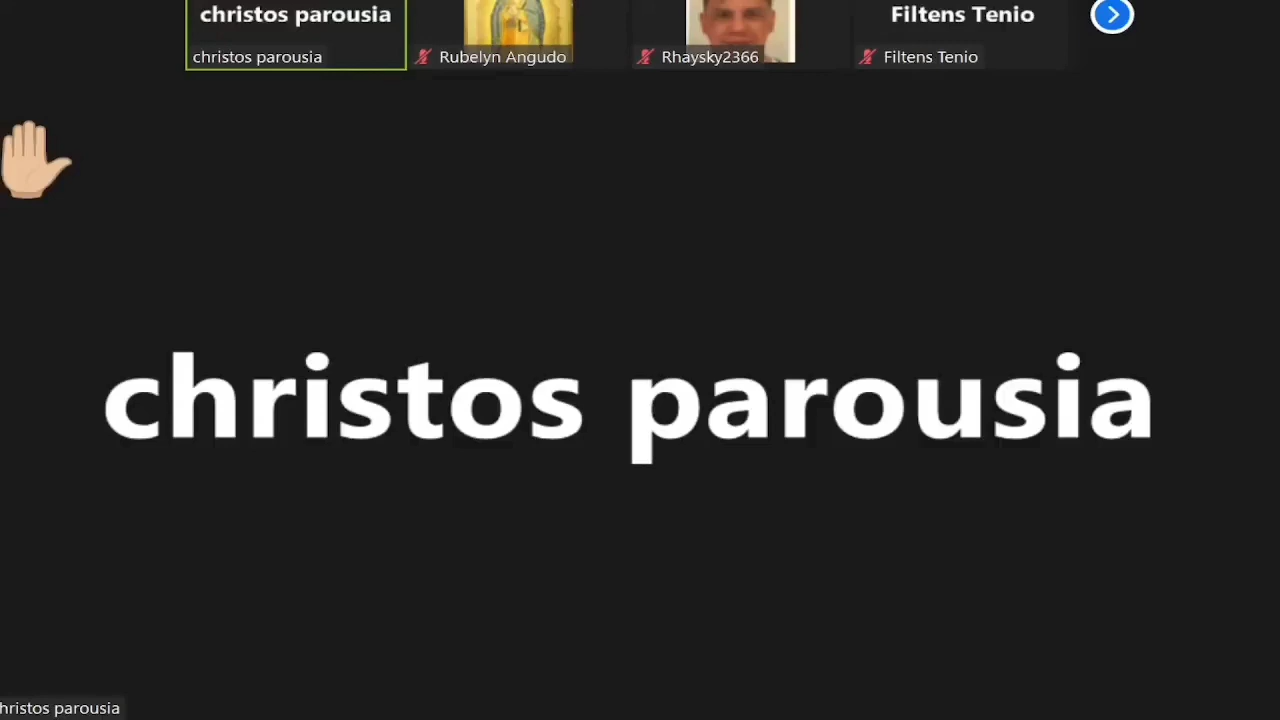 christos parousia
Filtens Tenio
christos parousia
Rubelyn Angudo
Rhaysky2366
Filtens Tenio
christos parousia
hristos parousia